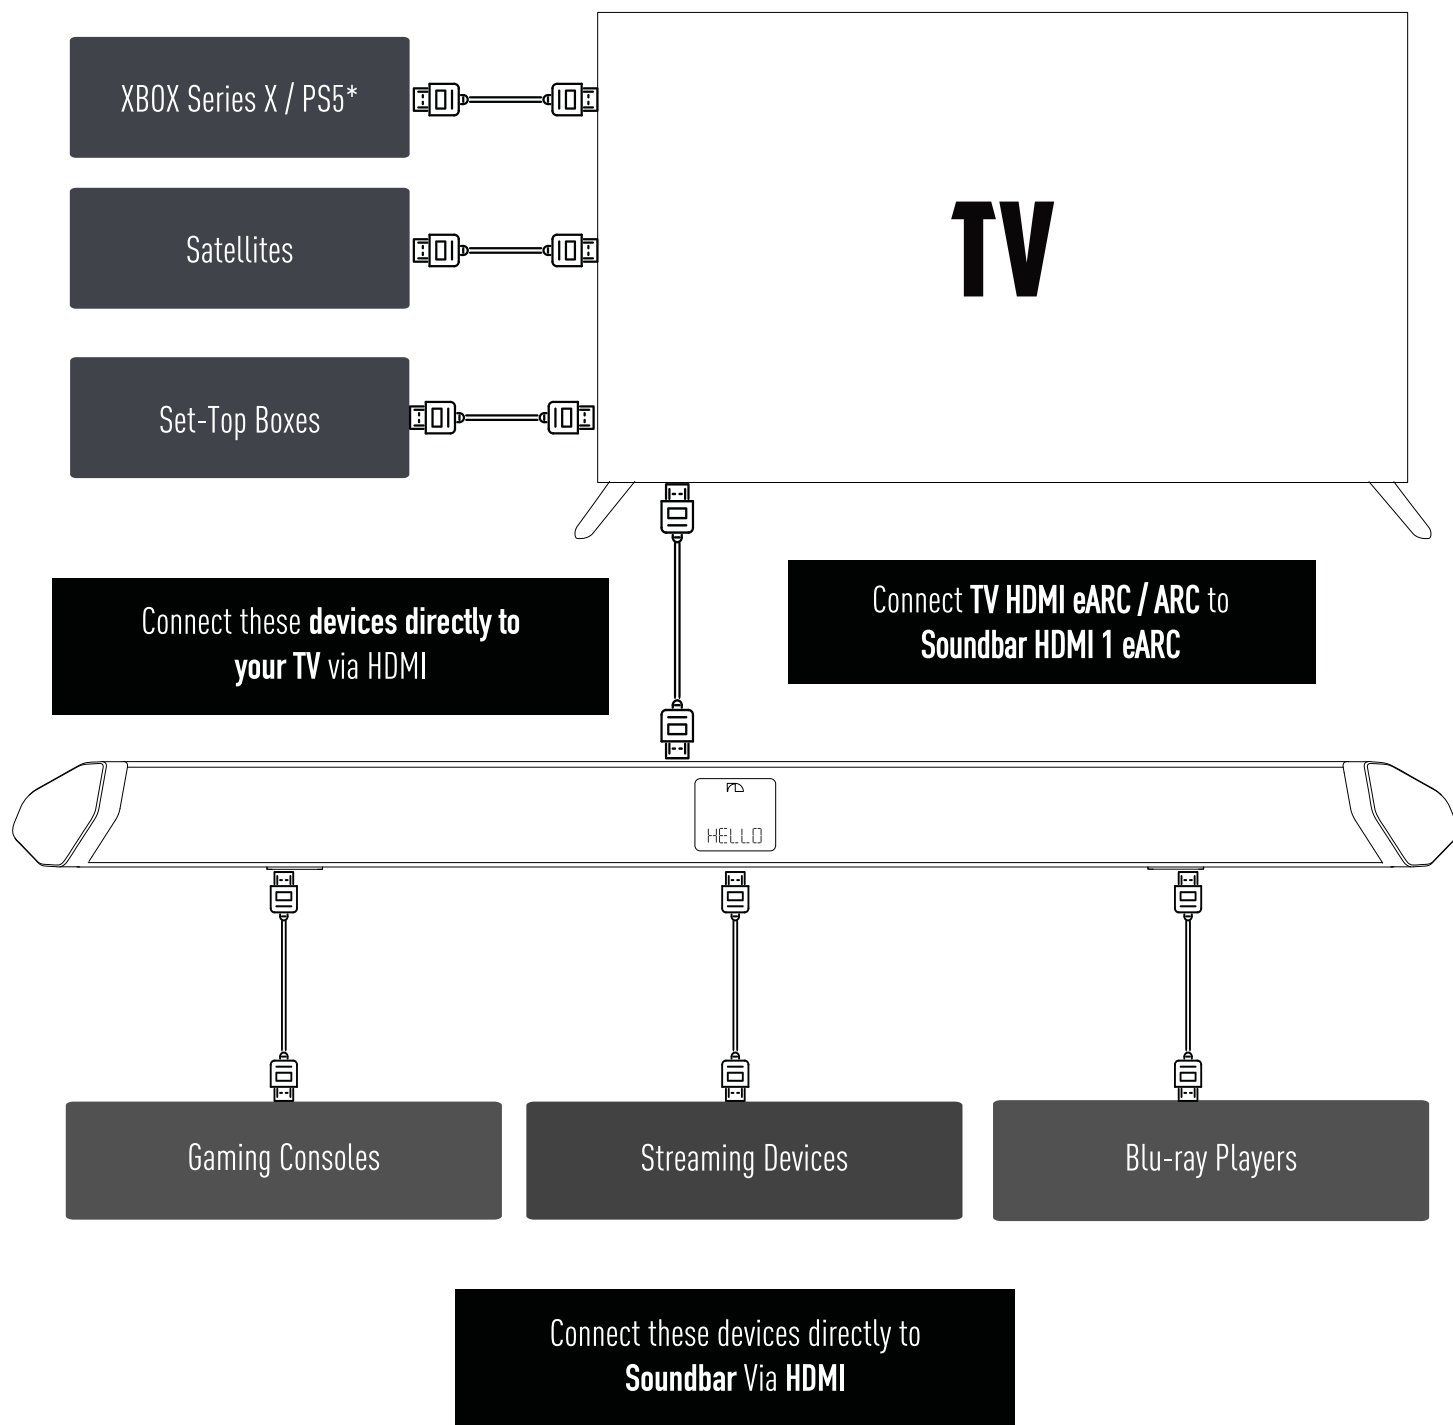 XBOX Series X / PS5*
Satellites
Set-Top Boxes
TV
Connect these devices directly to
your TV via HDMI
Connect TV HDMI eARC / ARC to
Soundbar HDMI 1 eARC
HELLO
Gaming Consoles
Streaming Devices
Blu-ray Players
Connect these devices directly to
Soundbar Via HDMI